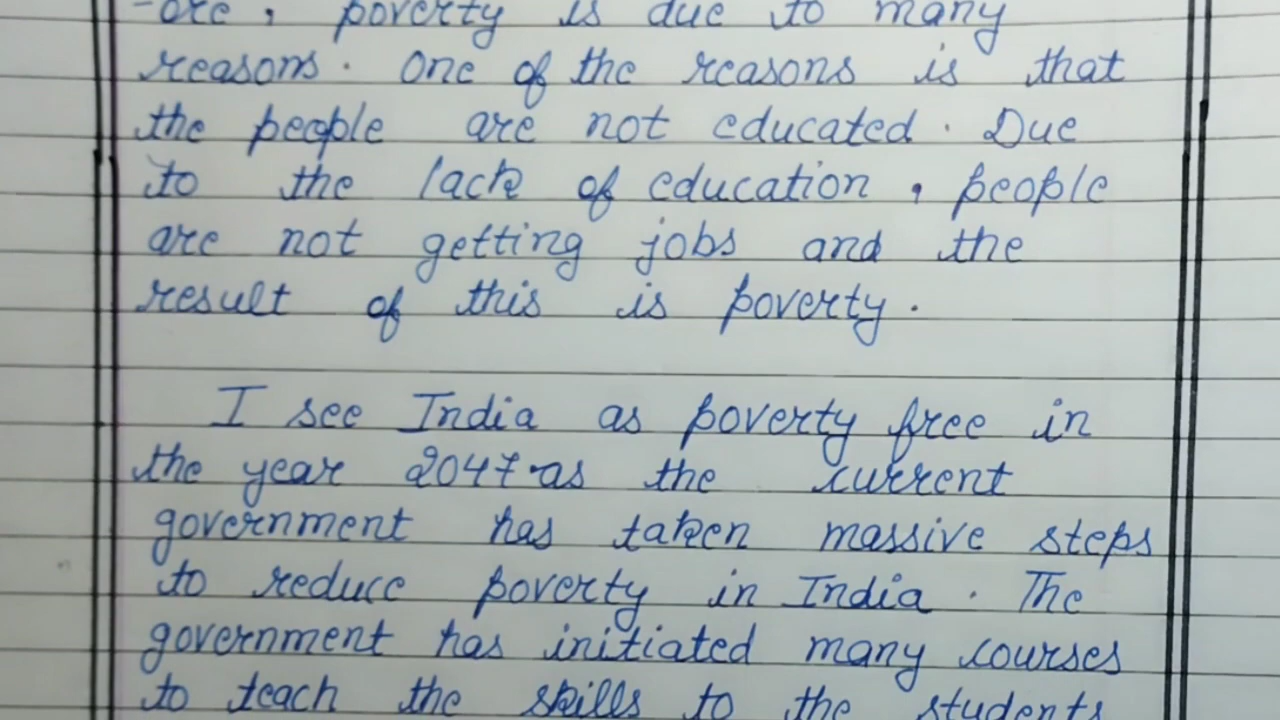 -ore, poverty is due to many
reasons. One of the reasons is that
the people are not educated. Due
to the lack of education, people
are not getting jobs and the
result of this is poverty.
I see India as poverty free in
the year 2047 as the current
government has taken massive steps
to reduce poverty in India. The
government has initiated many courses
to teach the skills to the students